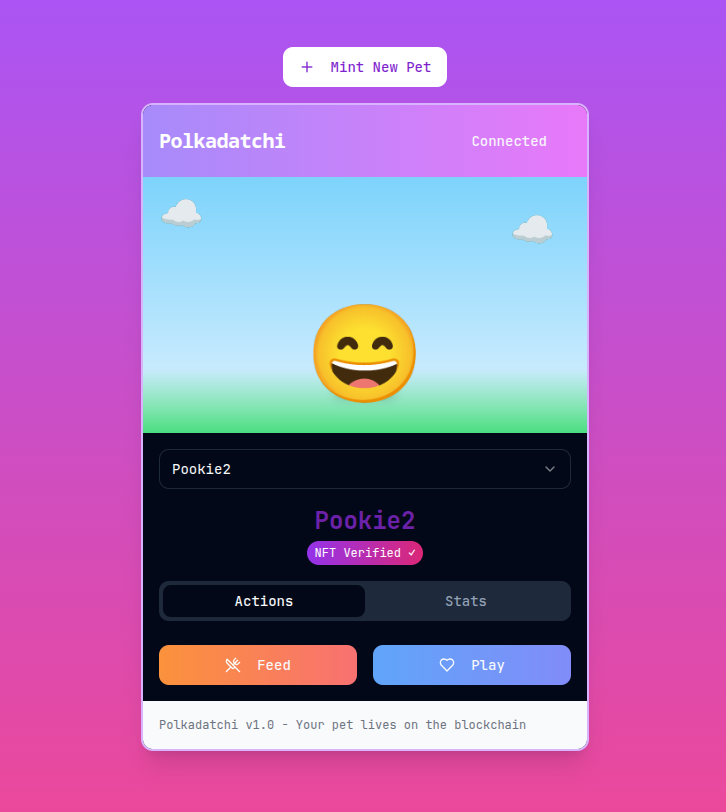 Mint New Pet
Polkadatchi
Connected
Pookie2
Pookie2
NFT Verified ✓
Actions
Stats
Feed
Play
Polkadatchi v1.0 - Your pet lives on the blockchain